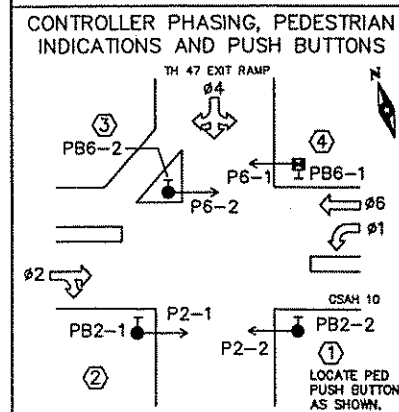 CONTROLLER PHASING, PEDESTRIAN
INDICATIONS AND PUSH BUTTONS
TH 47 EXIT RAMP
ø4
N
3
PB6-2
4
P6-1
PB6-1
P6-2
ø6
ø1
ø2
CSAH 10
P2-1
PB2-1
PB2-2
P2-2
2
1
LOCATE PED
PUSH BUTTON
AS SHOWN.